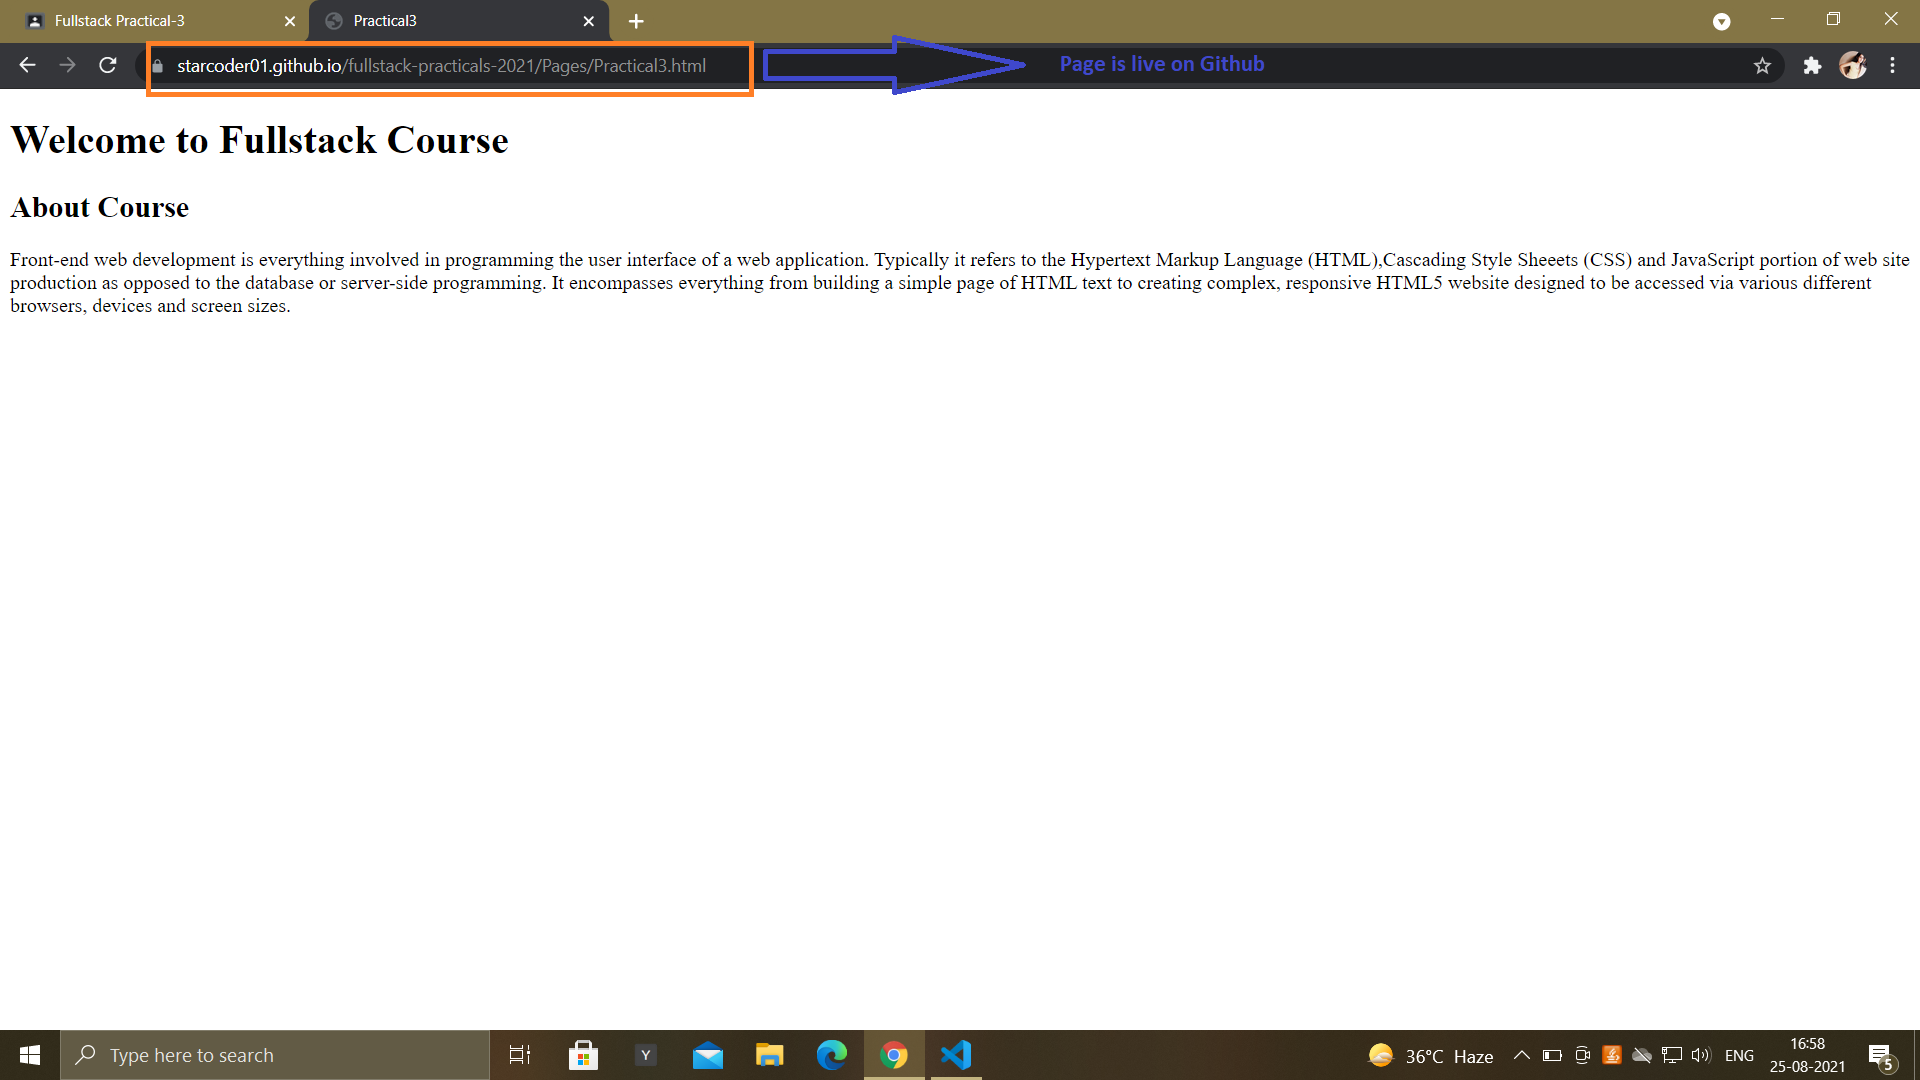 Fullstack Practical-3
Practical3
starcoder01.github.io/fullstack-practicals-2021/Pages/Practical3.html
Page is live on Github
Welcome to Fullstack Course
About Course
Front-end web development is everything involved in programming the user interface of a web application. Typically it refers to the Hypertext Markup Language (HTML),Cascading Style Sheeets (CSS) and JavaScript portion of web site
production as opposed to the database or server-side programming. It encompasses everything from building a simple page of HTML text to creating complex, responsive HTML5 website designed to be accessed via various different
browsers, devices and screen sizes.
Type here to search
Y
36°C Haze
ENG
16:58
25-08-2021
5